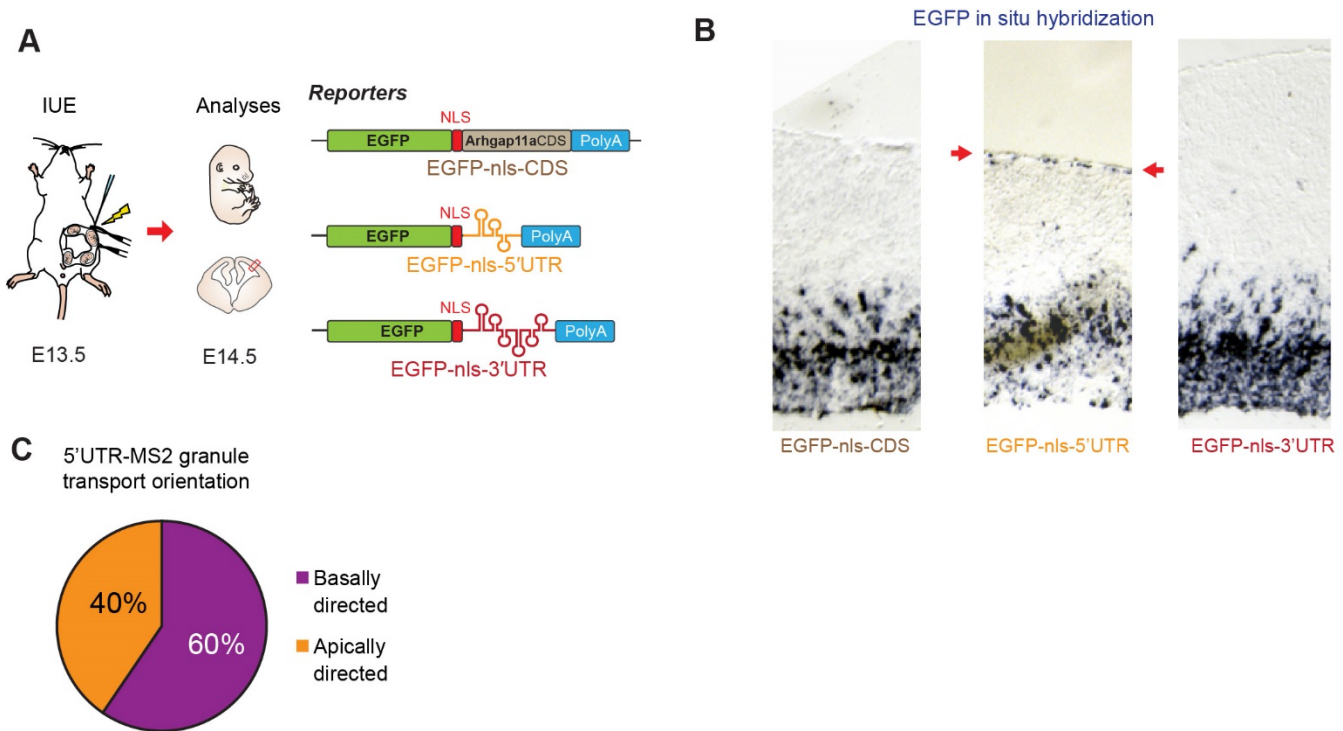 A
IUE
Analyses
E13.5
E14.5
Reporters
NLS
EGFP
Arhgap11aCDS
PolyA
EGFP-nls-CDS
NLS
EGFP
PolyA
EGFP-nls-5'UTR
NLS
EGFP
PolyA
EGFP-nls-3'UTR
B
EGFP in situ hybridization
EGFP-nls-CDS
EGFP-nls-5'UTR
EGFP-nls-3'UTR
C
5'UTR-MS2 granule
transport orientation
40%
60%
Basally
directed
Apically
directed